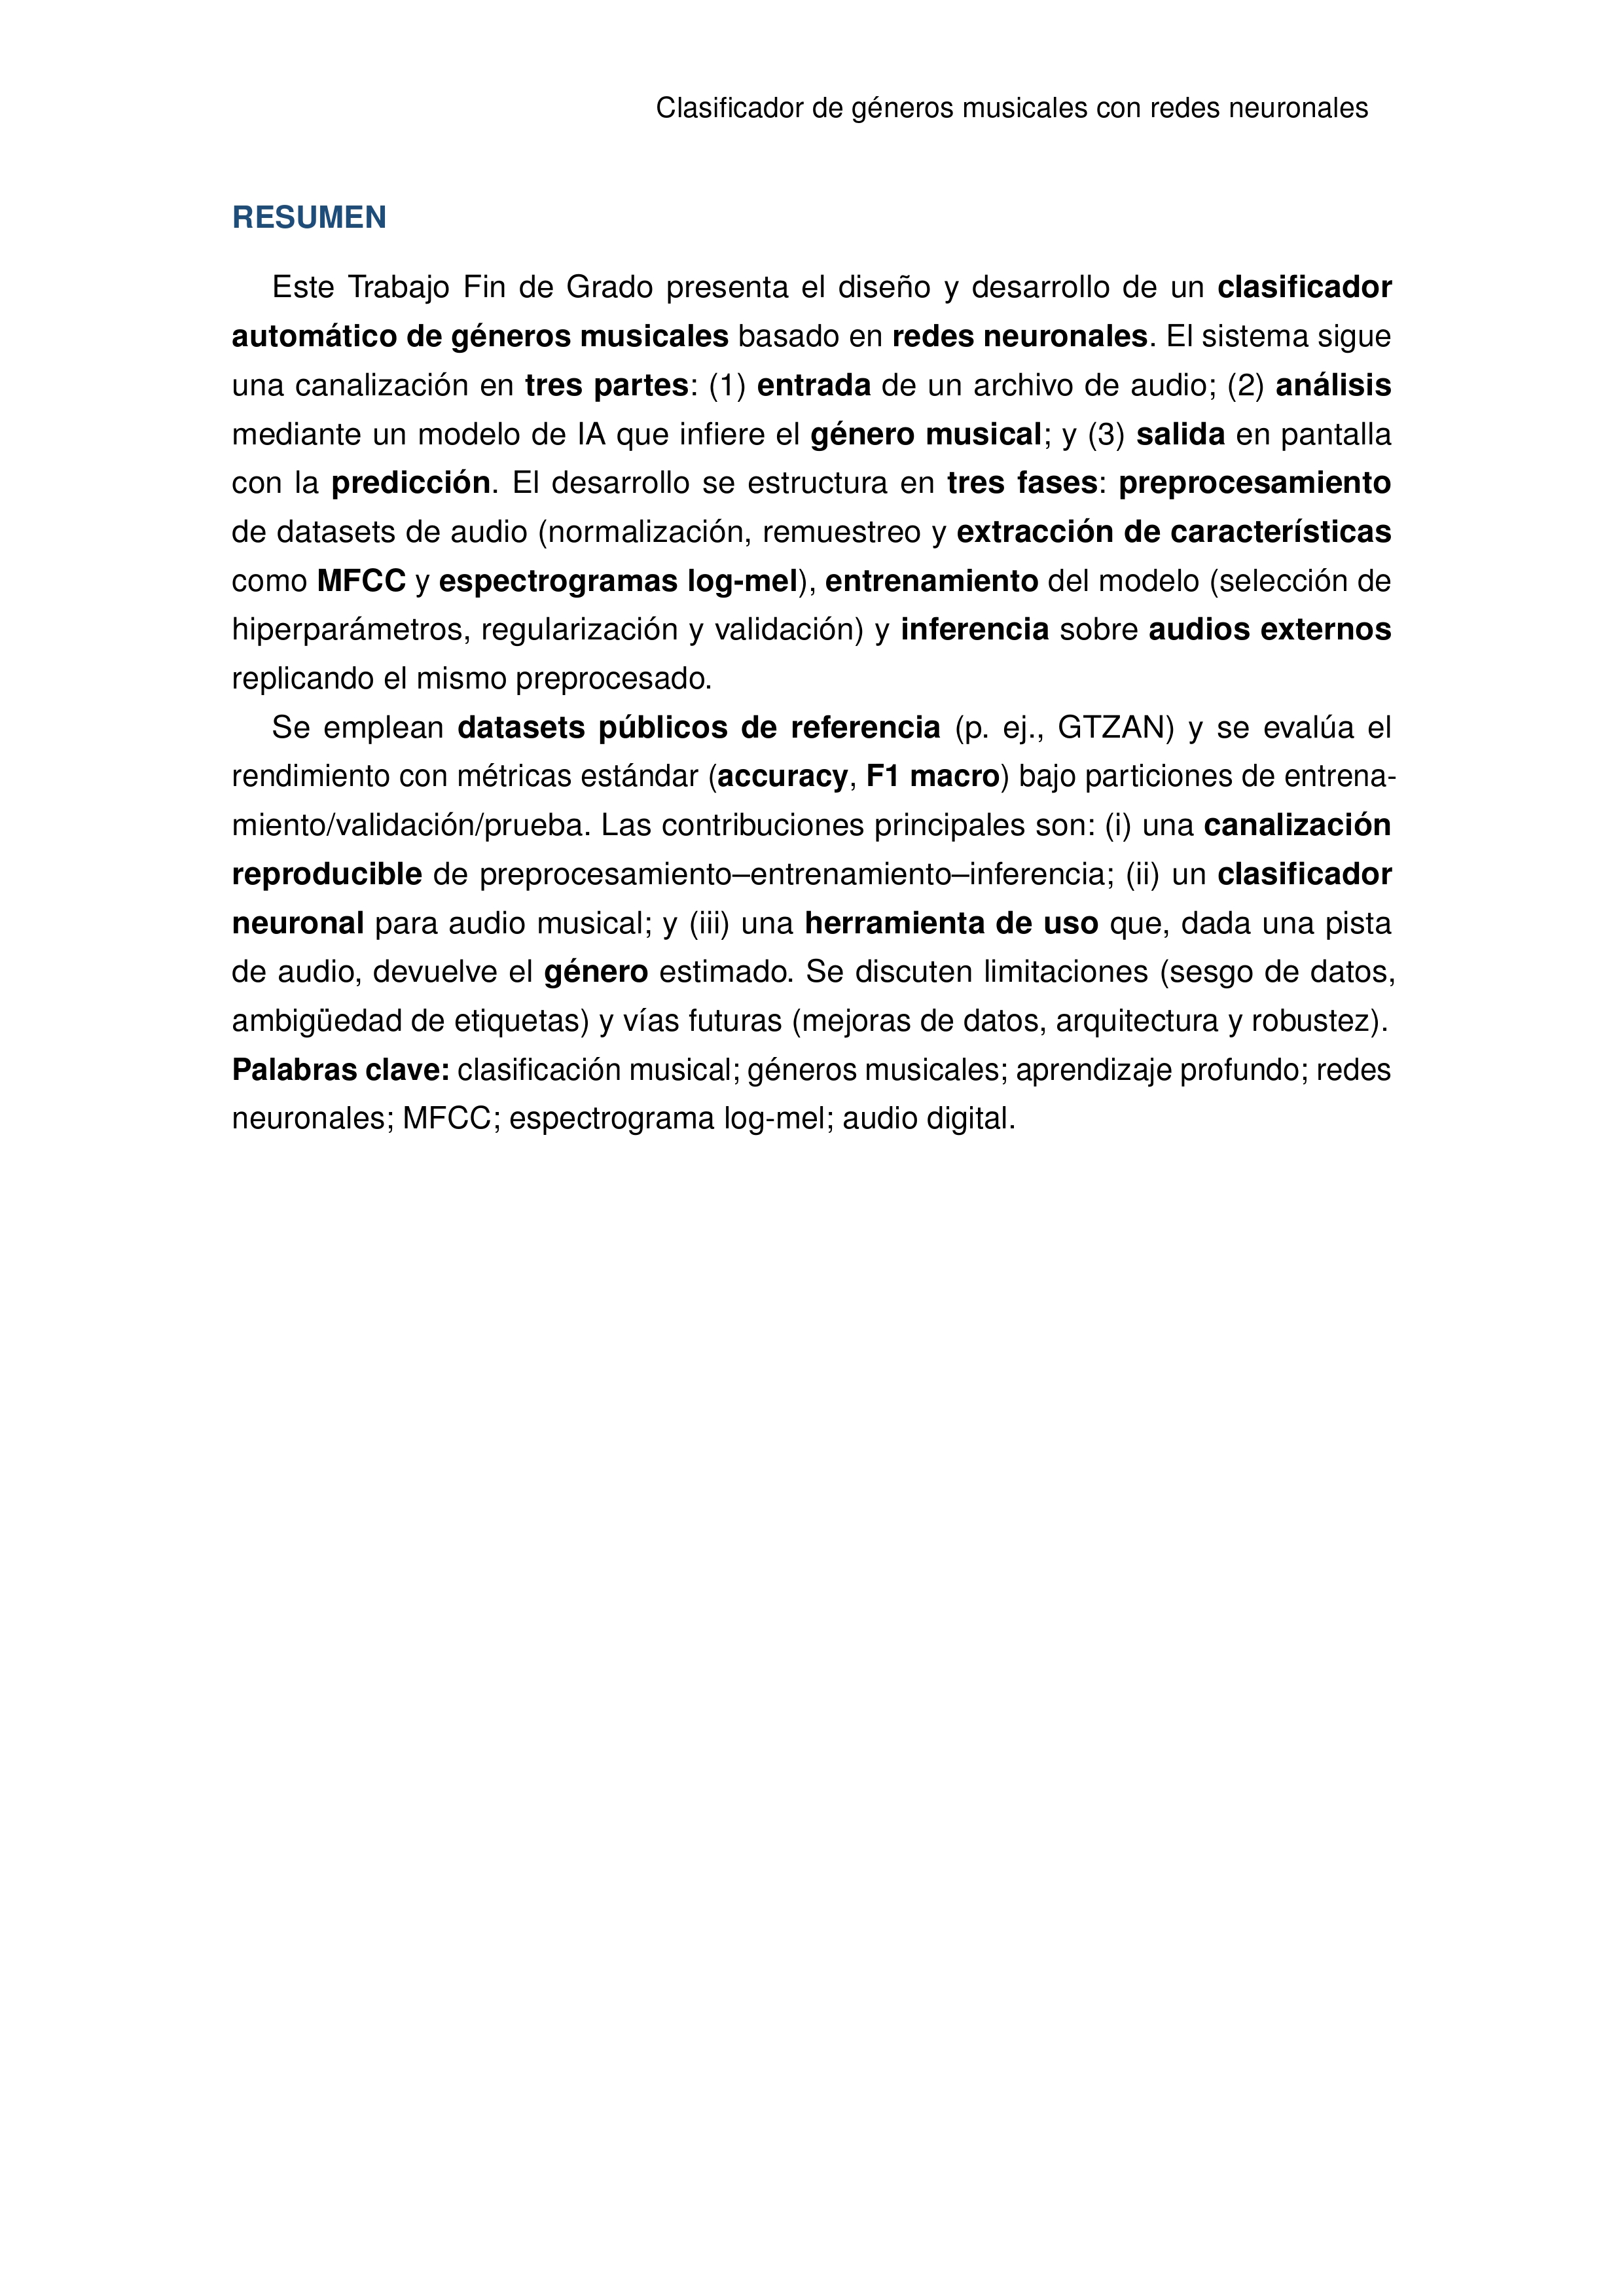 Clasificador de géneros musicales con redes neuronales
RESUMEN
Este Trabajo Fin de Grado presenta el diseño y desarrollo de un clasificador
automático de géneros musicales basado en redes neuronales. El sistema sigue
una canalización en tres partes: (1) entrada de un archivo de audio; (2) análisis
mediante un modelo de IA que infiere el género musical; y (3) salida en pantalla
con la predicción. El desarrollo se estructura en tres fases: preprocesamiento
de datasets de audio (normalización, remuestreo y extracción de características
como MFCC y espectrogramas log-mel), entrenamiento del modelo (selección de
hiperparámetros, regularización y validación) y inferencia sobre audios externos
replicando el mismo preprocesado.
Se emplean datasets públicos de referencia (p. ej., GTZAN) y se evalúa el
rendimiento con métricas estándar (accuracy, F1 macro) bajo particiones de entrena-
miento/validación/prueba. Las contribuciones principales son: (i) una canalización
reproducible de preprocesamiento–entrenamiento–inferencia; (ii) un clasificador
neuronal para audio musical; y (iii) una herramienta de uso que, dada una pista
de audio, devuelve el género estimado. Se discuten limitaciones (sesgo de datos,
ambigüedad de etiquetas) y vías futuras (mejoras de datos, arquitectura y robustez).
Palabras clave: clasificación musical; géneros musicales; aprendizaje profundo; redes
neuronales; MFCC; espectrograma log-mel; audio digital.